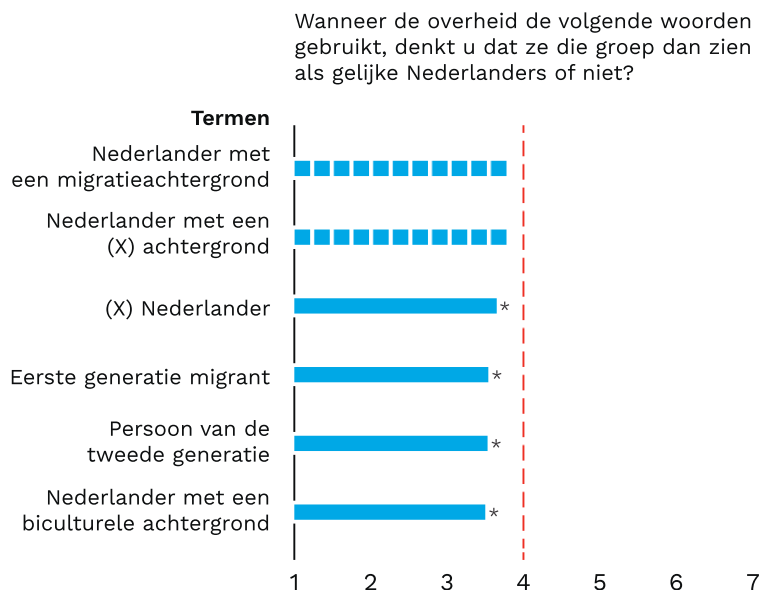 Wanneer de overheid de volgende woorden
gebruikt, denkt u dat ze die groep dan zien
als gelijke Nederlanders of niet?
Termen
Nederlander met
een migratieachtergrond
Nederlander met een
(X) achtergrond
(X) Nederlander
*
Eerste generatie migrant
*
Persoon van de
tweede generatie
*
Nederlander met een
biculturele achtergrond
*
1 2 3 4 5 6 7